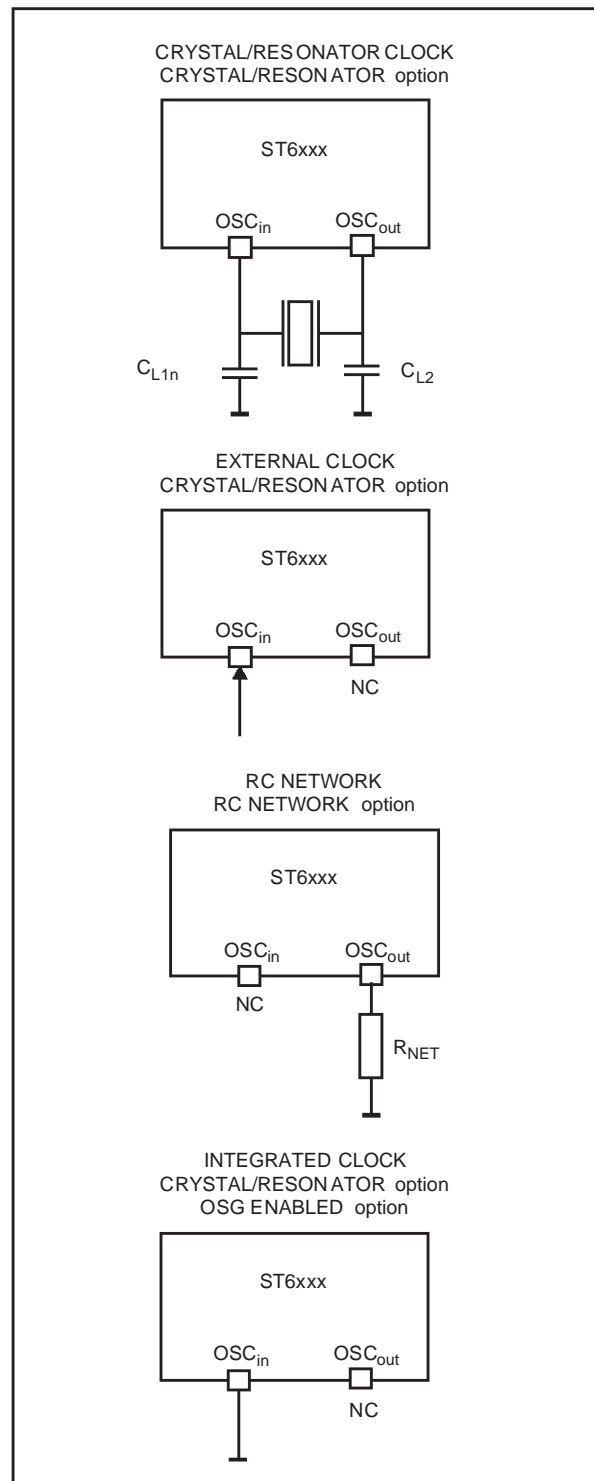 CRYSTAL/RESONATOR CLOCK
CRYSTAL/RESONATOR option
ST6xxx
OSCin OSCout
CL1n CL2
EXTERNAL CLOCK
CRYSTAL/RESONATOR option
ST6xxx
OSCin OSCout
NC
RC NETWORK
RC NETWORK option
ST6xxx
OSCin OSCout
NC
RNET
INTEGRATED CLOCK
CRYSTAL/RESONATOR option
OSG ENABLED option
ST6xxx
OSCin OSCout
NC